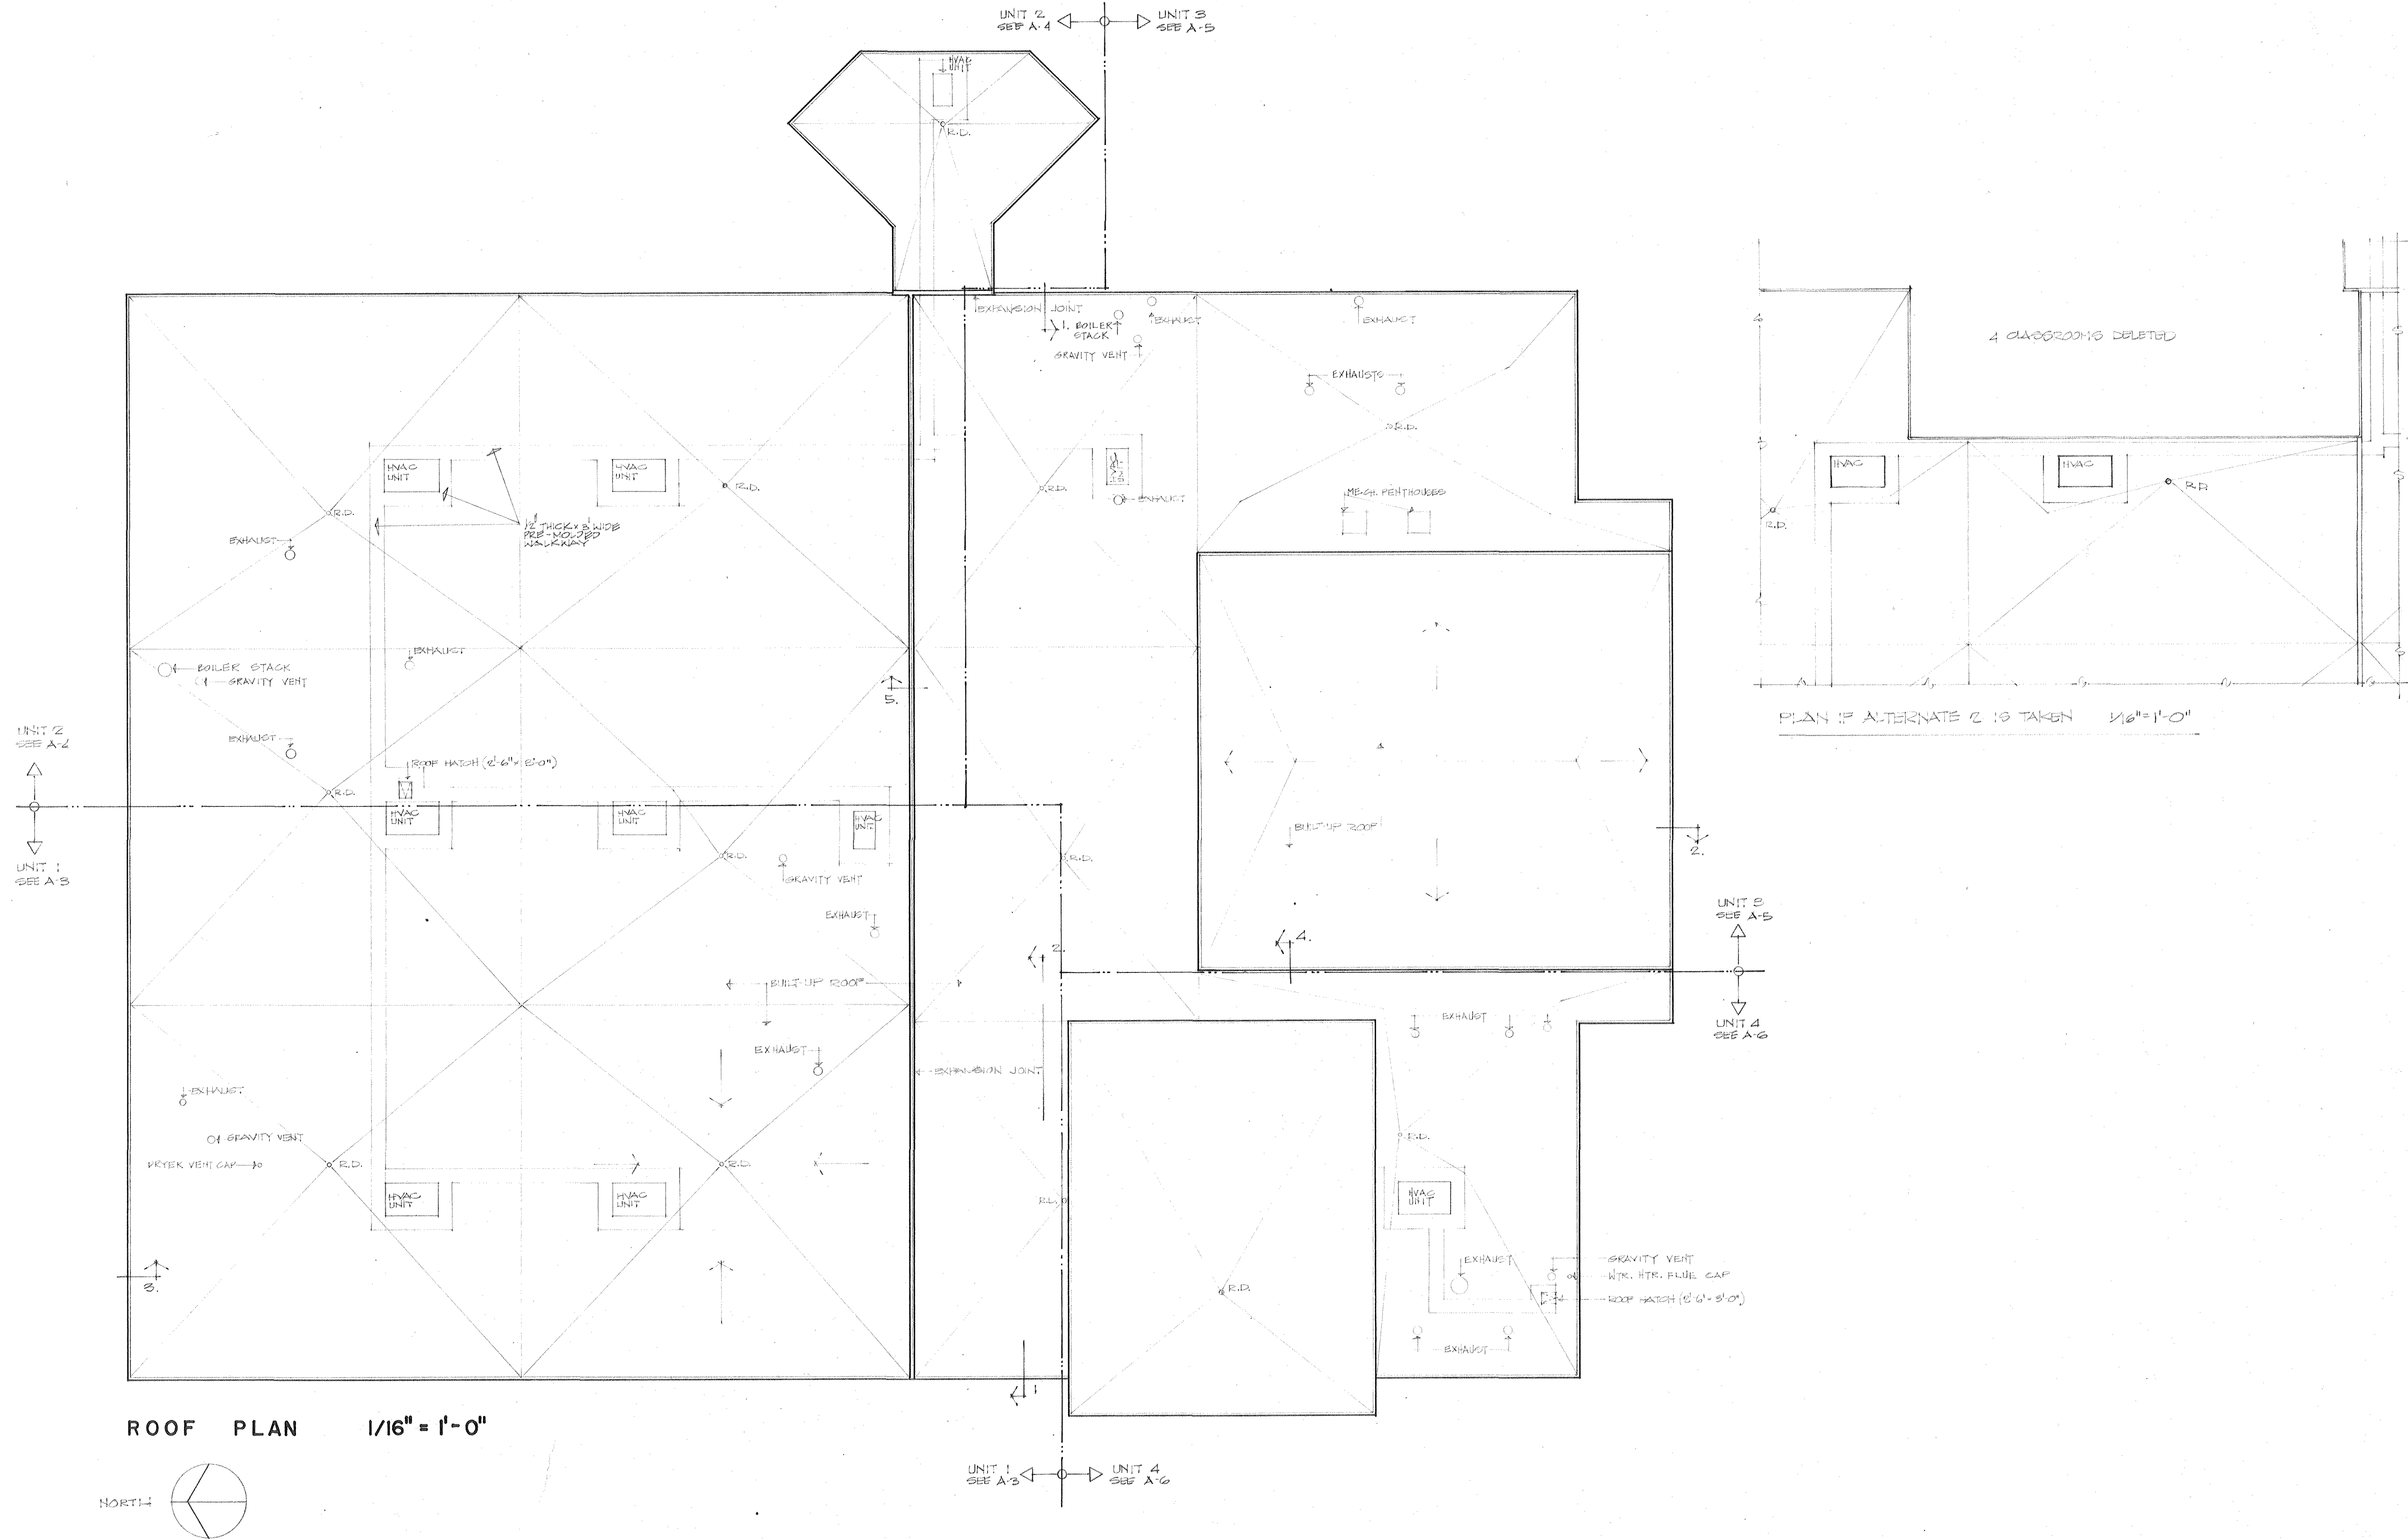 UNIT 2
SEE A-4
UNIT 3
SEE A-5
HVAC
UNIT
R.D.
EXPANSION JOINT
1. BOILER
STACK
EXHAUST
EXHAUST
GRAVITY VENT
EXHAUSTS
R.D.
4 CLASSROOMS DELETED
HVAC
UNIT
HVAC
UNIT
R.D.
R.D.
HVAC
UNIT
EXHAUST
MECH. PENTHOUSES
HVAC
HVAC
R.D.
R.D.
R.D.
EXHAUST
1/2" THICK x 3' WIDE
PRE-MOLDED
WALKWAY
EXHAUST
BOILER STACK
GRAVITY VENT
5.
UNIT 2
SEE A-4
EXHAUST
PLAN IF ALTERNATE 2 IS TAKEN 1/16"=1'-0"
ROOF HATCH (2'-6" x 3'-0")
R.D.
HVAC
UNIT
HVAC
UNIT
HVAC
UNIT
BUILT-UP ROOF
2.
R.D.
R.D.
UNIT 1
SEE A-3
GRAVITY VENT
EXHAUST
UNIT 3
SEE A-5
4.
2.
BUILT-UP ROOF
EXHAUST
UNIT 4
SEE A-6
EXHAUST
EXPANSION JOINT
EXHAUST
GRAVITY VENT
DRYER VENT CAP
R.D.
R.D.
R.D.
HVAC
UNIT
HVAC
UNIT
R.D.
HVAC
UNIT
3.
R.D.
EXHAUST
GRAVITY VENT
WTR. HTR. FLUE CAP
ROOF HATCH (2'-6" x 3'-0")
EXHAUST
1
ROOF PLAN 1/16" = 1'-0"
UNIT 1
SEE A-3
UNIT 4
SEE A-6
NORTH